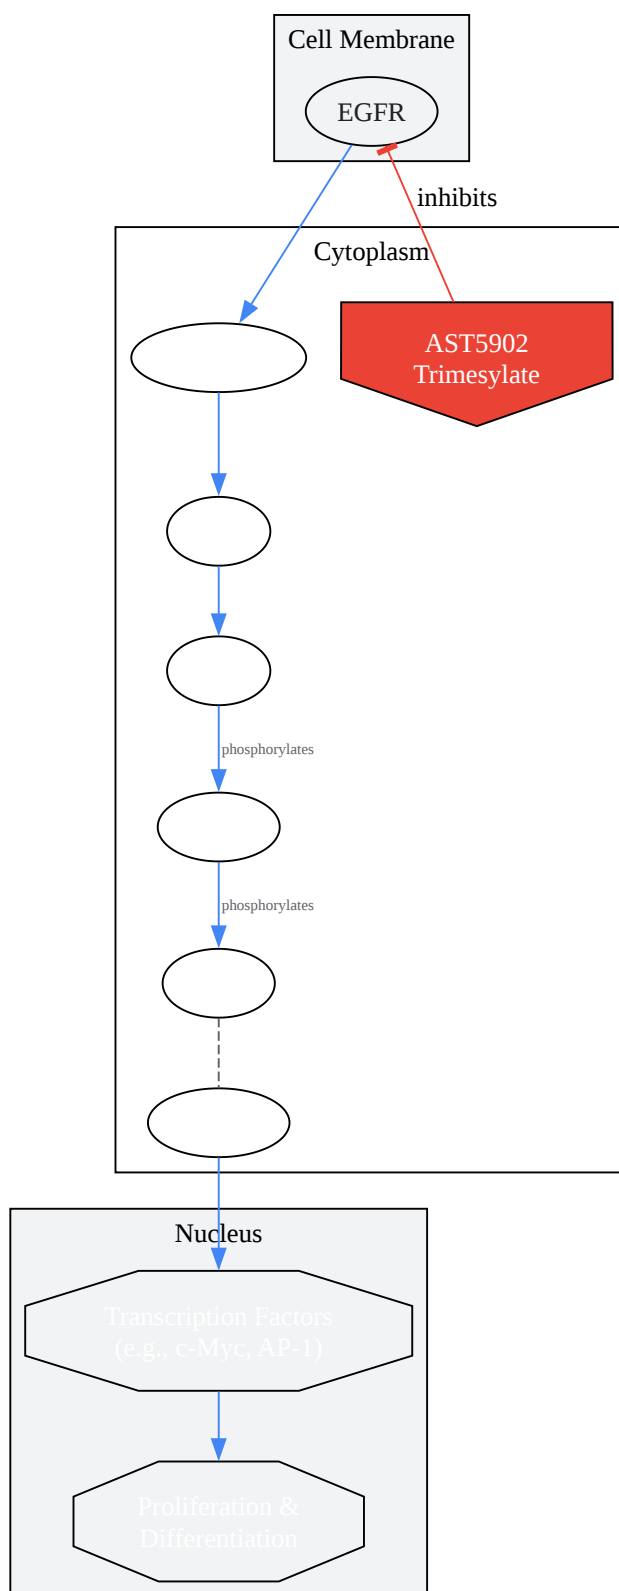 Cell Membrane
EGFR
inhibits
Cytoplasm
AST5902
Trimesylate
phosphorylates
phosphorylates
Nucleus
Transcription Factors
(e.g., c-Myc, AP-1)
Proliferation &
Differentiation